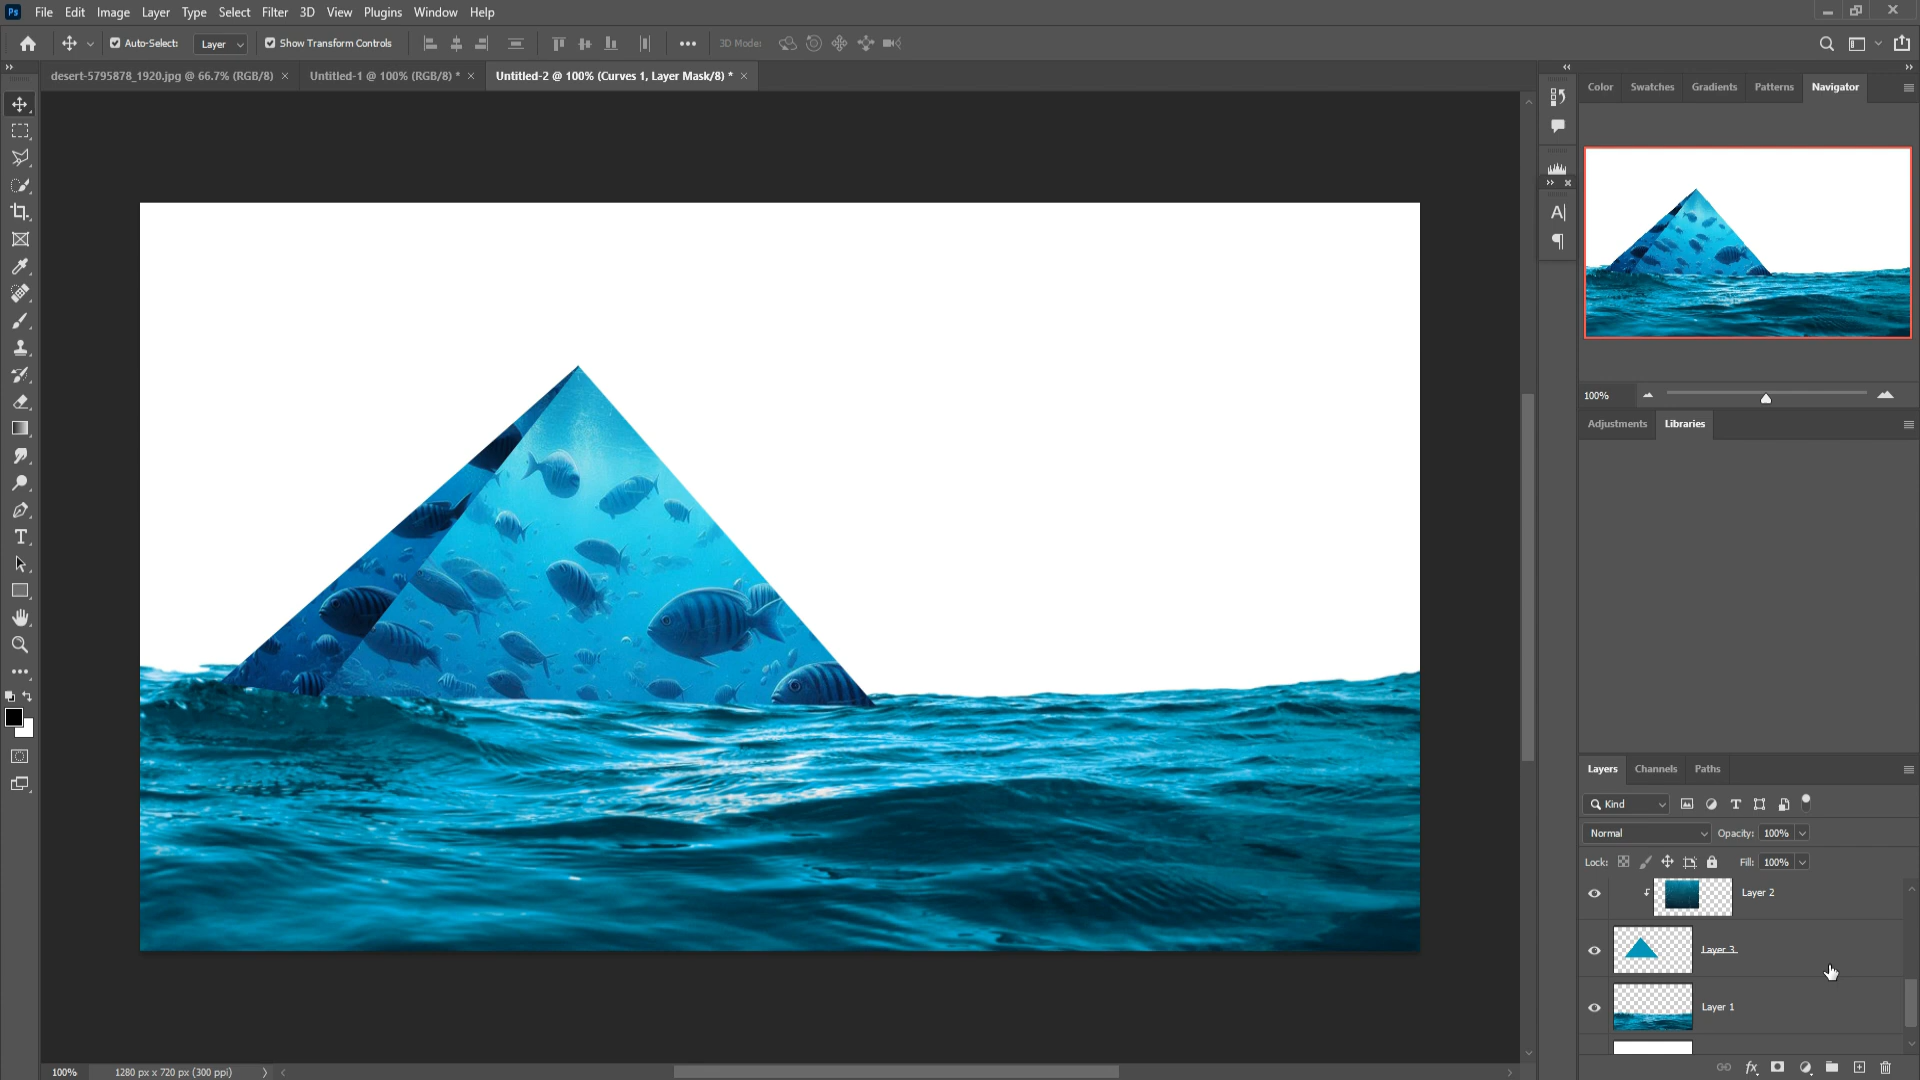 Ps File Edit Image Layer Type Select Filter 3D View Plugins Window Help
Auto-Select: Layer Show Transform Controls 3D Mode:
desert-5795878_1920.jpg @ 66.7% (RGB/8) Untitled-1 @ 100% (RGB/8) * Untitled-2 @ 100% (Curves 1, Layer Mask/8) *
Color Swatches Gradients Patterns Navigator
100%
Adjustments Libraries
Layers Channels Paths
Kind
Normal Opacity: 100%
Lock: Fill: 100%
Layer 2
Layer 3
Layer 1
100% 1280 px x 720 px (300 ppi)